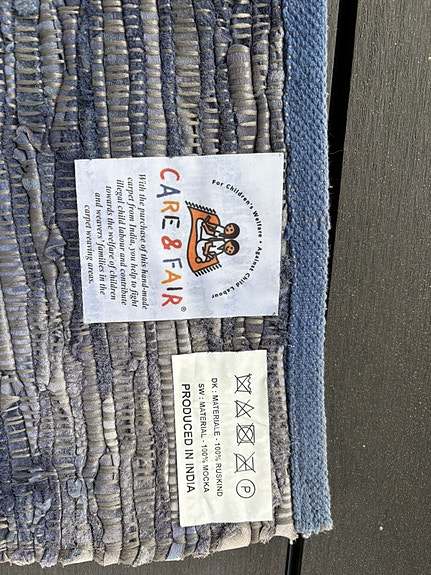 For Children's Welfare • Against Child Labour
CARE & FAIR®
With the purchase of this hand-made
carpet from India, you help to fight
illegal child labour and contribute
towards the welfare of children
and weavers' families in the
carpet weaving areas.
P
DK : MATERIALE - 100% RUSKIND
SW : MATERIAL - 100% MOCKA
PRODUCED IN INDIA